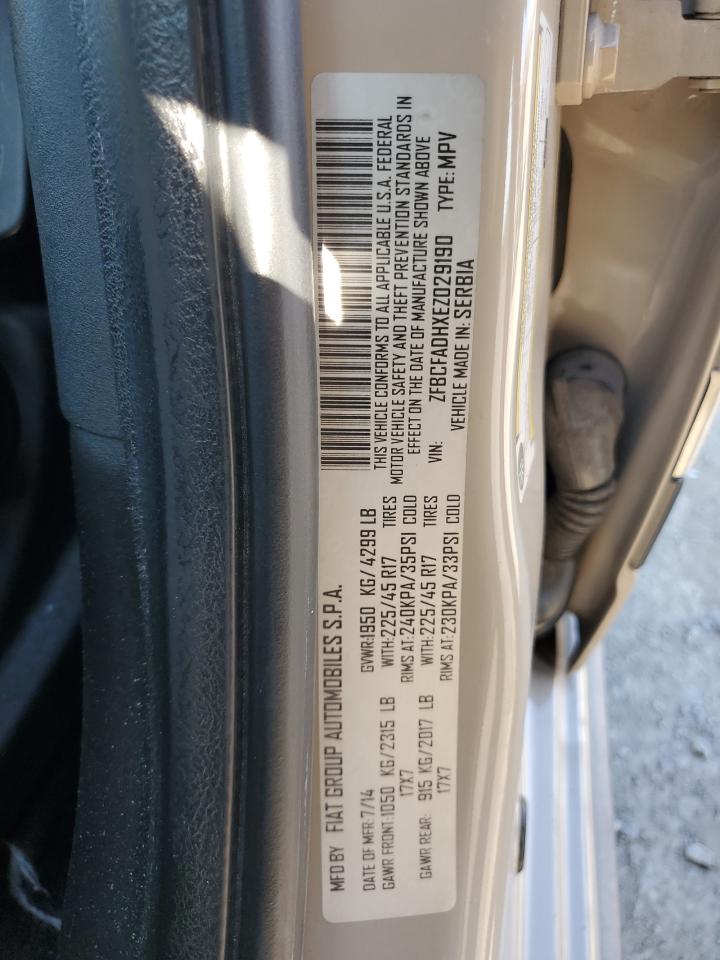 MFD BY FIAT GROUP AUTOMOBILES S.P.A.
DATE OF MFR:7/14 GVWR:1950 KG/4299 LB
GAWR FRONT:1050 KG/2315 LB WITH:225/45 R17 TIRES
17X7 RIMS AT:240KPA/35PSI COLD
GAWR REAR: 915 KG/2017 LB WITH:225/45 R17 TIRES
17X7 RIMS AT:230KPA/33PSI COLD
THIS VEHICLE CONFORMS TO ALL APPLICABLE U.S.A. FEDERAL
MOTOR VEHICLE SAFETY AND THEFT PREVENTION STANDARDS IN
EFFECT ON THE DATE OF MANUFACTURE SHOWN ABOVE
VIN: ZFBCFADHXEZ029190 TYPE: MPV
VEHICLE MADE IN: SERBIA